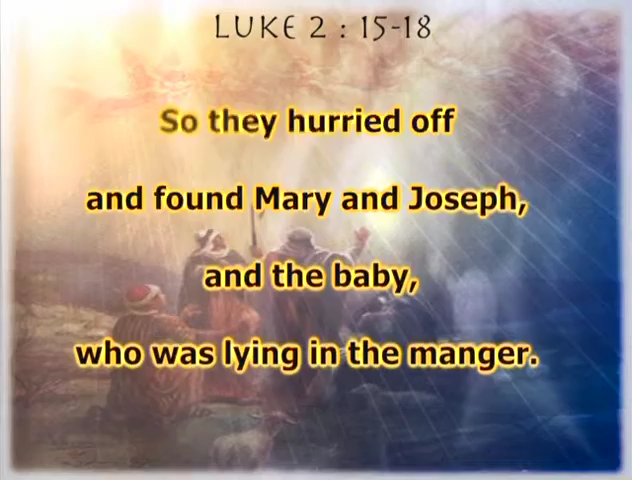 LUKE 2 : 15-18
So they hurried off
and found Mary and Joseph,
and the baby,
who was lying in the manger.